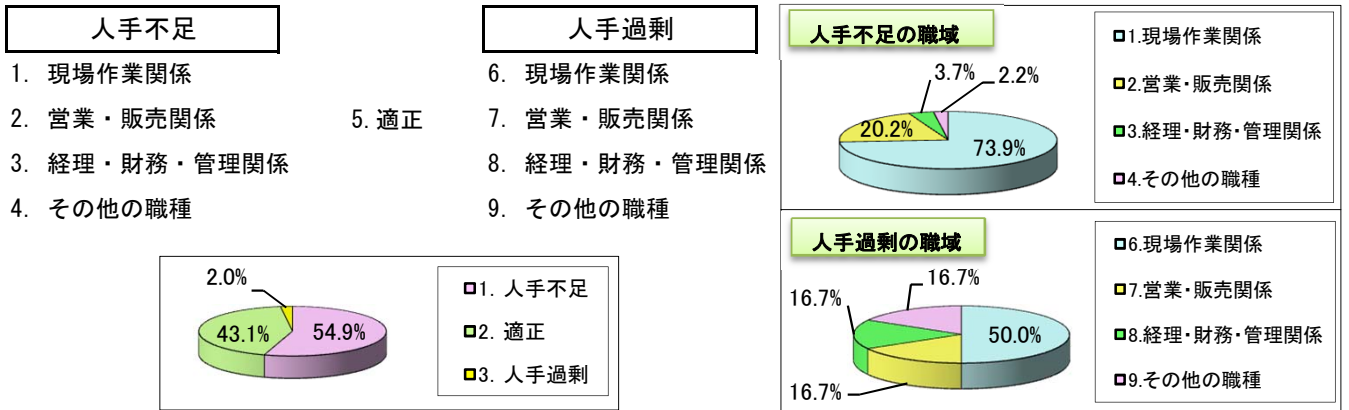 人手不足
1. 現場作業関係
2. 営業・販売関係
3. 経理・財務・管理関係
4. その他の職種
5. 適正
人手過剰
6. 現場作業関係
7. 営業・販売関係
8. 経理・財務・管理関係
9. その他の職種
2.0%
43.1%
54.9%
1. 人手不足
2. 適正
3. 人手過剰
人手不足の職域
3.7%
2.2%
20.2%
73.9%
1.現場作業関係
2.営業・販売関係
3.経理・財務・管理関係
4.その他の職種
人手過剰の職域
16.7%
16.7%
50.0%
16.7%
6.現場作業関係
7.営業・販売関係
8.経理・財務・管理関係
9.その他の職種